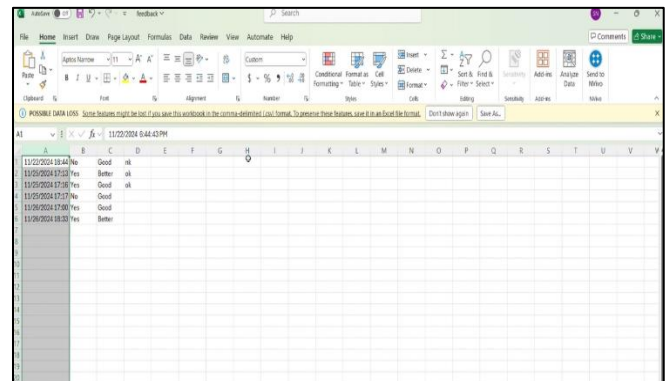 AutoSave Off feedback Search
File Home Insert Draw Page Layout Formulas Data Review View Automate Help Comments Share
Aptos Narrow 11 Custom
Paste Conditional Formatting Format as Table Cell Styles Insert Delete Format Sort & Filter Find & Select Sensitivity Add-ins Analyze Data Send to
Clipboard Font Alignment Number Styles Cells Editing Sensitivity Add-ins
POSSIBLE DATA LOSS Some features might be lost if you save this workbook in the comma-delimited (.csv) format. To preserve these features, save it in an Excel file format. Don't show again Save As...
A1 fx 11/22/2024 6:44:43 PM
A B C D E F G H I J K L M N O P Q R S T U V
1 11/22/2024 18:44 No Good nk
2 11/25/2024 17:13 Yes Better ok
3 11/25/2024 17:16 Yes Good ok
4 11/25/2024 17:17 No Good
5 11/26/2024 17:00 Yes Good
6 11/26/2024 18:33 Yes Better
7
8
9
10
11
12
13
14
15
16
17
18
19
20